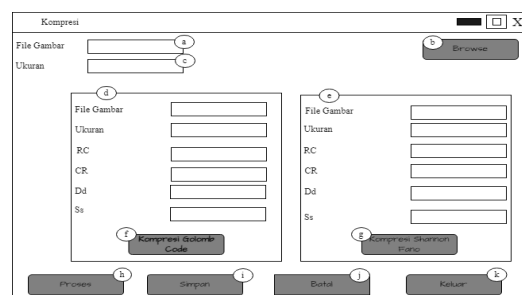 Kompresi X
File Gambar a b Browse
Ukuran c
d e
File Gambar File Gambar
Ukuran Ukuran
RC RC
CR CR
Dd Dd
Ss Ss
f Kompresi Golomb Code g Kompresi Shannon Fano
h Proses i Simpan j Batal k Keluar